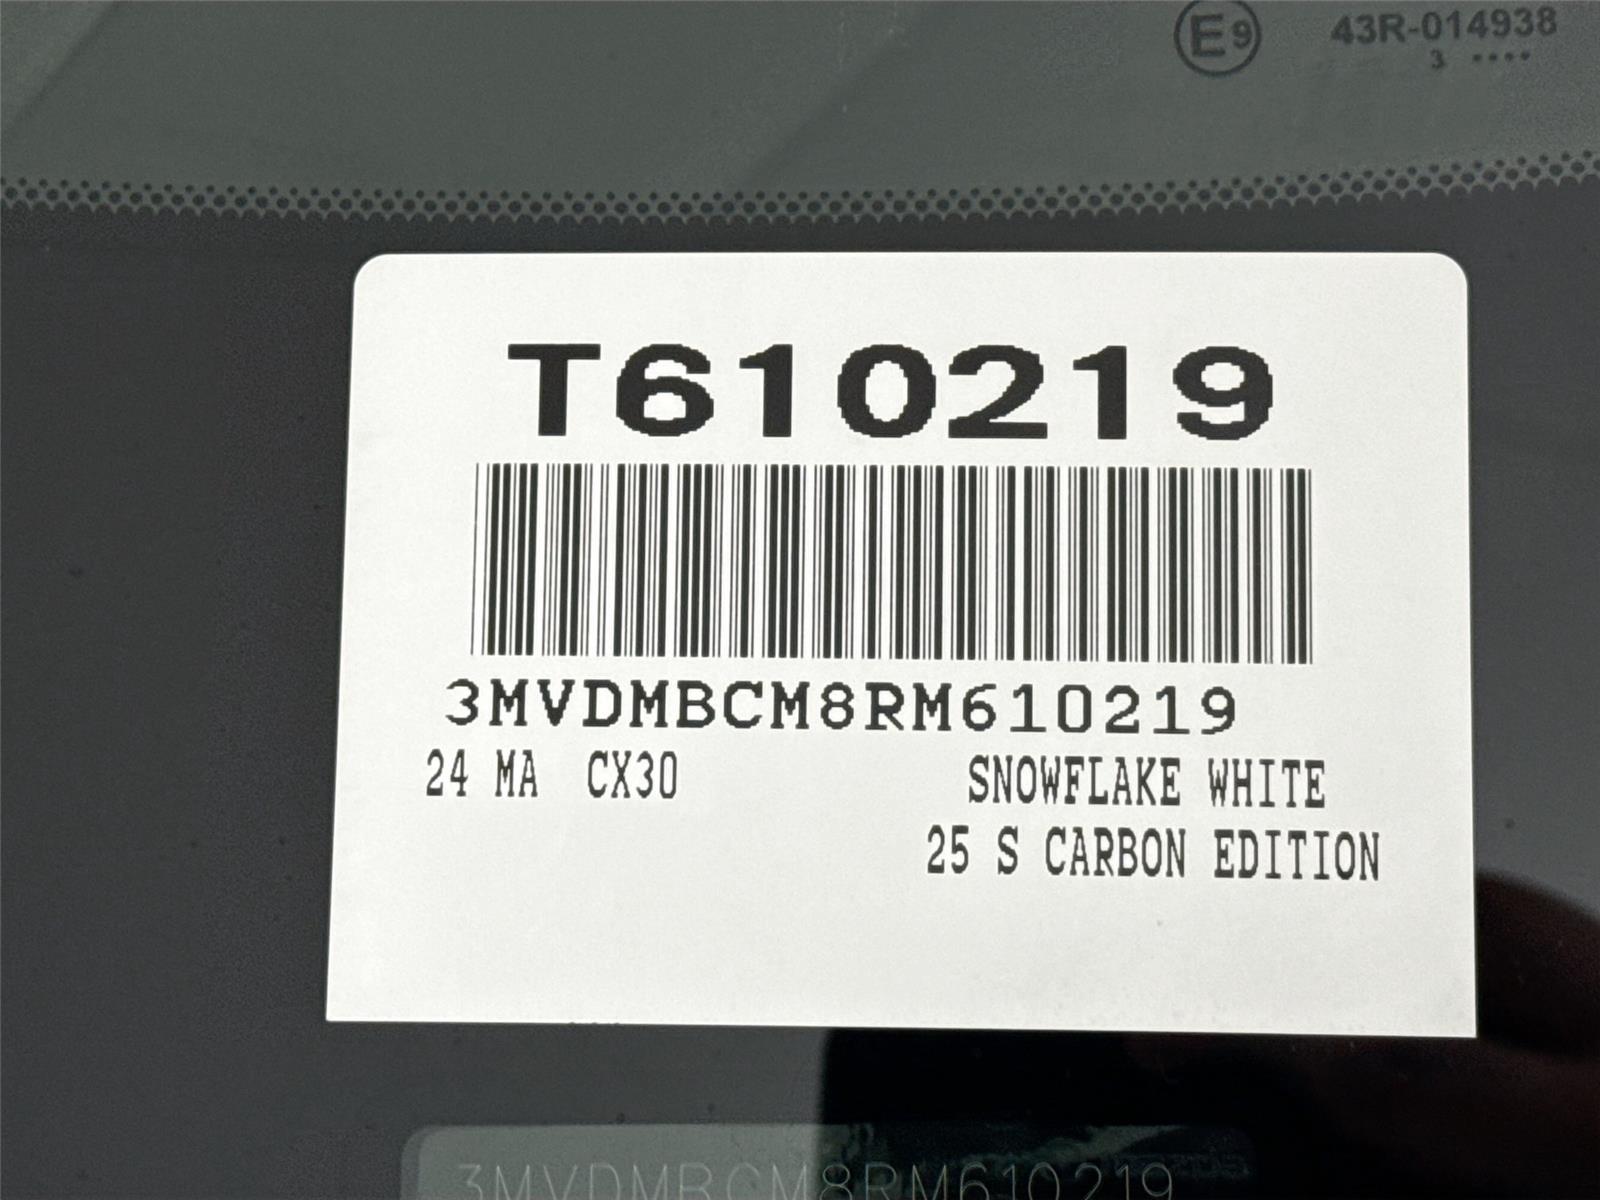 E9 43R-014938
3 ····
T610219
3MVDMBCM8RM610219
24 MA CX30 SNOWFLAKE WHITE
25 S CARBON EDITION
3MVDMBCM8RM610219